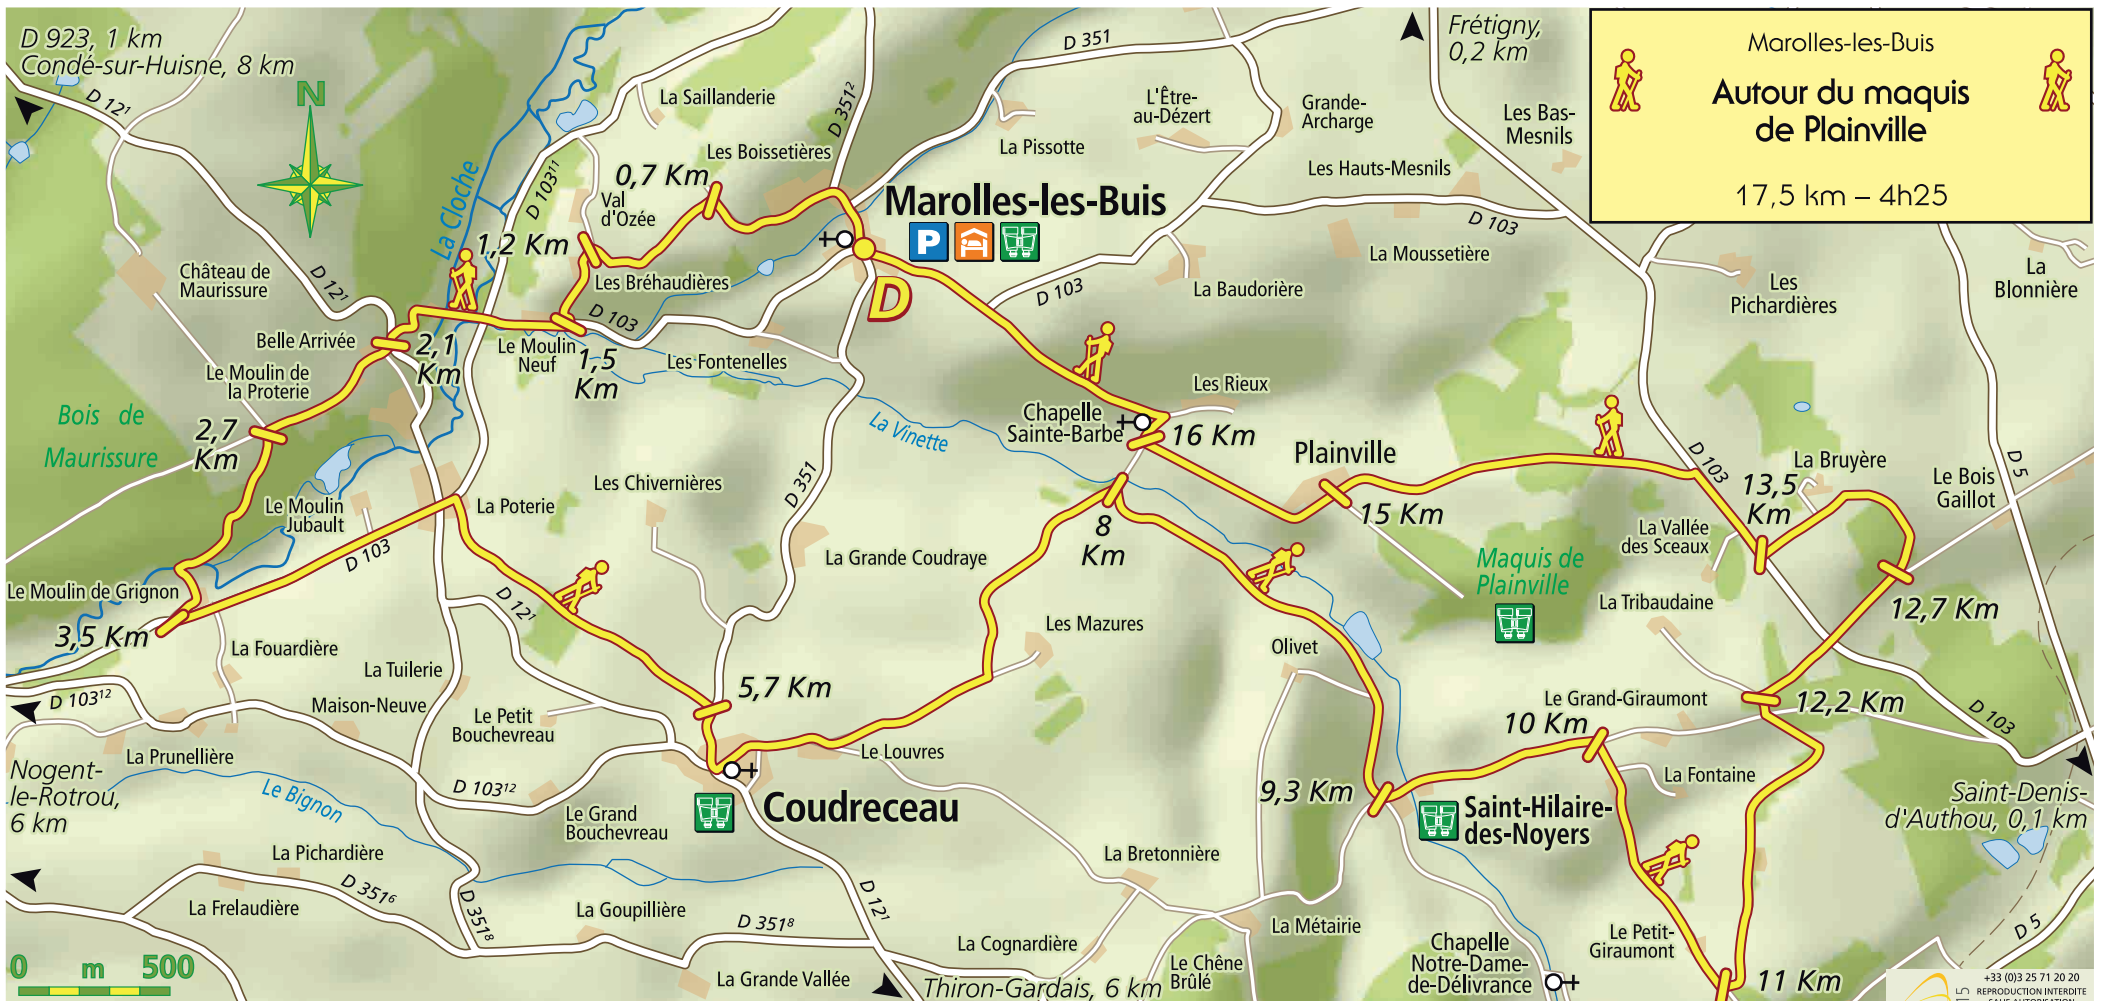 D 923, 1 km
Condé-sur-Huisne, 8 km
D 12¹
N
La Saillanderie
D 351²
D 351
Frétigny,
0,2 km
Marolles-les-Buis
Autour du maquis
de Plainville
17,5 km – 4h25
L'Être-
au-Dézert
Grande-
Archarge
Les Bas-
Mesnils
La Pissotte
Les Boissetières
0,7 Km
Les Hauts-Mesnils
D 103¹¹
Val
d'Ozée
La Cloche
1,2 Km
Marolles-les-Buis
P
D 103
La Moussetière
Château de
Maurissure
D 12¹
Les Bréhaudières
D
D 103
La Baudorière
Les
Pichardières
La
Blonnière
Belle Arrivée
2,1
Km
D 103
Le Moulin
Neuf
1,5
Km
Les Fontenelles
Le Moulin de
la Proterie
Les Rieux
Bois de
Maurissure
2,7
Km
La Vinette
Chapelle
Sainte-Barbe
16 Km
Plainville
D 103
13,5
Km
La Bruyère
D 5
Le Bois
Gaillot
Les Chivernières
D 351
Le Moulin
Jubault
La Poterie
15 Km
8
Km
La Vallée
des Sceaux
D 103
La Grande Coudraye
Maquis de
Plainville
Le Moulin de Grignon
D 12¹
La Tribaudaine
12,7 Km
3,5 Km
Les Mazures
La Fouardière
Olivet
La Tuilerie
D 103¹²
Maison-Neuve
5,7 Km
Le Petit
Bouchevreau
Le Grand-Giraumont
10 Km
12,2 Km
D 103
La Prunellière
Le Louvres
Nogent-
le-Rotrou,
6 km
Le Bignon
D 103¹²
Le Grand
Bouchevreau
Coudreceau
9,3 Km
Saint-Hilaire-
des-Noyers
La Fontaine
Saint-Denis-
d'Authou, 0,1 km
La Pichardière
La Bretonnière
D 351⁶
La Frelaudière
D 351⁸
La Goupillière
D 351⁸
D 12¹
La Métairie
Le Petit-
Giraumont
D 5
La Cognardière
Chapelle
Notre-Dame-
de-Délivrance
Le Chêne
Brûlé
0 m 500
La Grande Vallée
Thiron-Gardais, 6 km
11 Km
+33 (0)3 25 71 20 20
REPRODUCTION INTERDITE